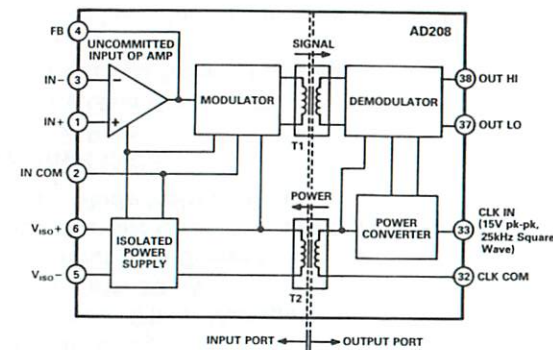 FB
4
AD208
UNCOMMITTED
INPUT OP AMP
SIGNAL
IN−
3
−
MODULATOR
DEMODULATOR
38
OUT HI
IN+
1
+
37
OUT LO
T1
IN COM
2
POWER
VISO+
6
ISOLATED
POWER
SUPPLY
POWER
CONVERTER
33
CLK IN
(15V pk-pk,
25kHz Square
Wave)
VISO−
5
T2
32
CLK COM
INPUT PORT
OUTPUT PORT